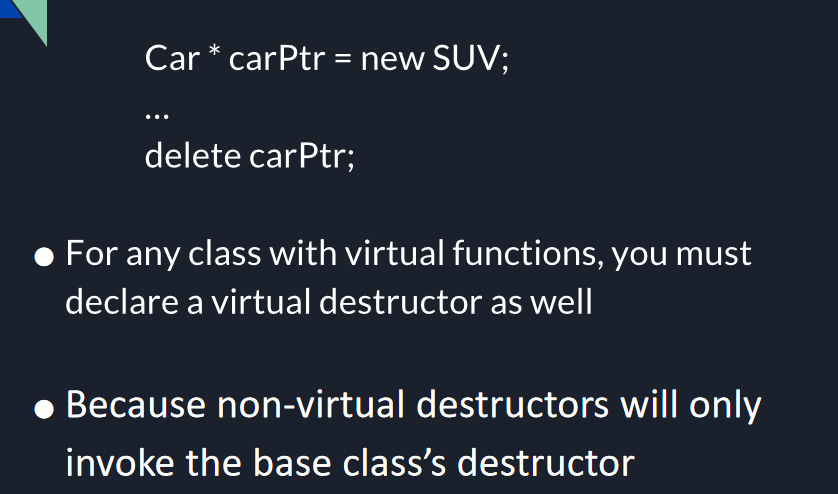 Car * carPtr = new SUV;
...
delete carPtr;
● For any class with virtual functions, you must
declare a virtual destructor as well
● Because non-virtual destructors will only
invoke the base class’s destructor